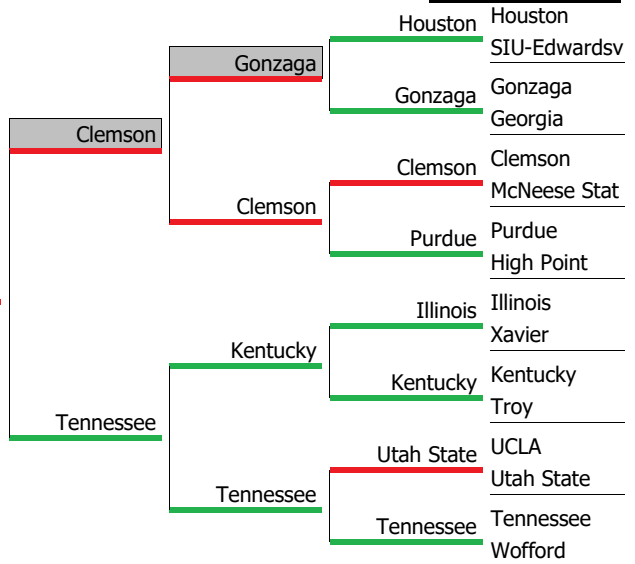 Houston
Houston
SIU-Edwardsv
Gonzaga
Gonzaga
Gonzaga
Georgia
Clemson
Clemson
Clemson
McNeese Stat
Clemson
Purdue
Purdue
High Point
Illinois
Illinois
Xavier
Kentucky
Kentucky
Kentucky
Troy
Tennessee
Utah State
UCLA
Utah State
Tennessee
Tennessee
Tennessee
Wofford